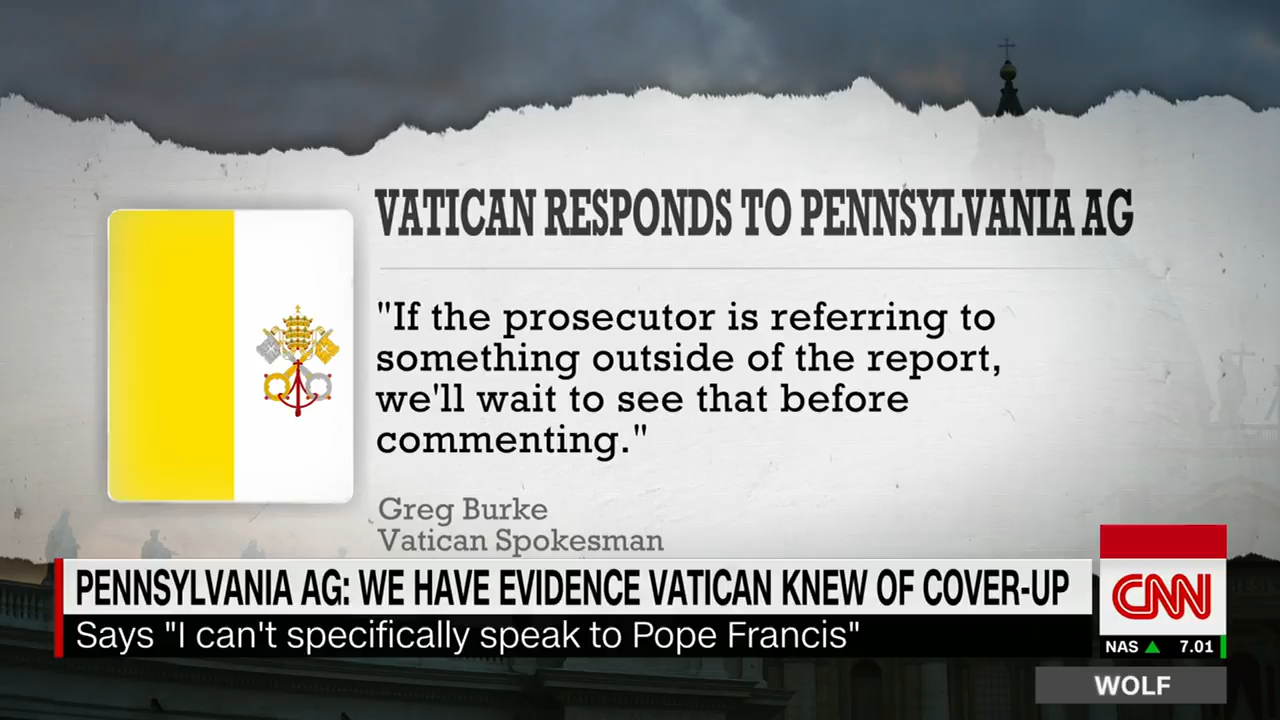 VATICAN RESPONDS TO PENNSYLVANIA AG
"If the prosecutor is referring to
something outside of the report,
we'll wait to see that before
commenting."
Greg Burke
Vatican Spokesman
PENNSYLVANIA AG: WE HAVE EVIDENCE VATICAN KNEW OF COVER-UP
Says "I can't specifically speak to Pope Francis"
CNN
NAS ▲ 7.01
WOLF